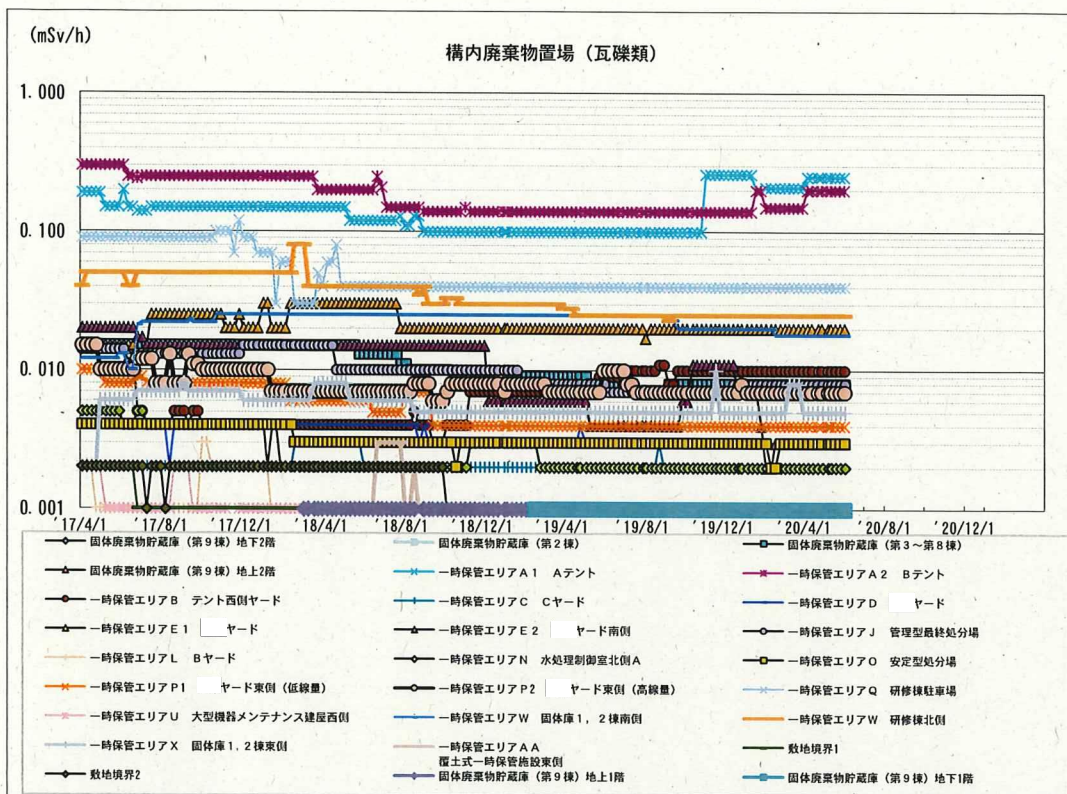 (mSv/h)
構内廃棄物置場（瓦礫類）
1.000
0.100
0.010
0.001
17/4/1 17/8/1 17/12/1 18/4/1 18/8/1 18/12/1 19/4/1 19/8/1 19/12/1 20/4/1 20/8/1 20/12/1
固体廃棄物貯蔵庫（第9棟）地下2階 固体廃棄物貯蔵庫（第2棟） 固体廃棄物貯蔵庫（第3～第8棟）
固体廃棄物貯蔵庫（第9棟）地上2階 一時保管エリアA1 Aテント 一時保管エリアA2 Bテント
一時保管エリアB テント西側ヤード 一時保管エリアC Cヤード 一時保管エリアD ヤード
一時保管エリアE1 ヤード 一時保管エリアE2 ヤード南側 一時保管エリアJ 管理型最終処分場
一時保管エリアL Bヤード 一時保管エリアN 水処理制御室北側A 一時保管エリアO 安定型処分場
一時保管エリアP1 ヤード東側（低線量） 一時保管エリアP2 ヤード東側（高線量） 一時保管エリアQ 研修棟駐車場
一時保管エリアU 大型機器メンテナンス建屋西側 一時保管エリアW 固体庫1,2棟南側 一時保管エリアW 研修棟北側
一時保管エリアX 固体庫1,2棟東側 一時保管エリアAA 敷地境界1
覆土式一時保管施設東側
敷地境界2 固体廃棄物貯蔵庫（第9棟）地上1階 固体廃棄物貯蔵庫（第9棟）地下1階